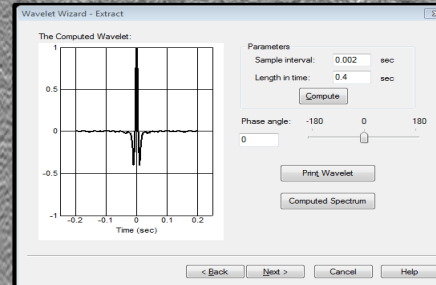 Wavelet Wizard - Extract
The Computed Wavelet:
1
0.5
0
-0.5
-1
-0.2 -0.1 0 0.1 0.2
Time (sec)
Parameters
Sample interval: 0.002 sec
Length in time: 0.4 sec
Compute
Phase angle: -180 0 180
0
Print Wavelet
Computed Spectrum
< Back Next > Cancel Help